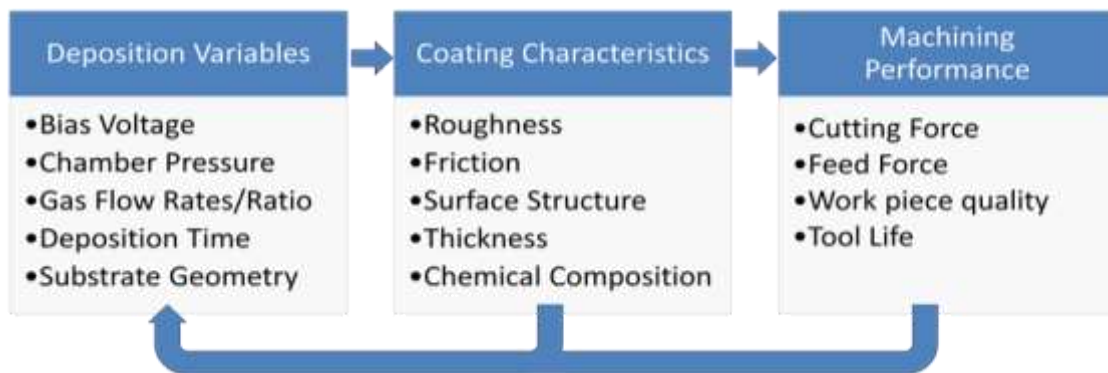 Deposition Variables
•Bias Voltage
•Chamber Pressure
•Gas Flow Rates/Ratio
•Deposition Time
•Substrate Geometry
Coating Characteristics
•Roughness
•Friction
•Surface Structure
•Thickness
•Chemical Composition
Machining
Performance
•Cutting Force
•Feed Force
•Work piece quality
•Tool Life